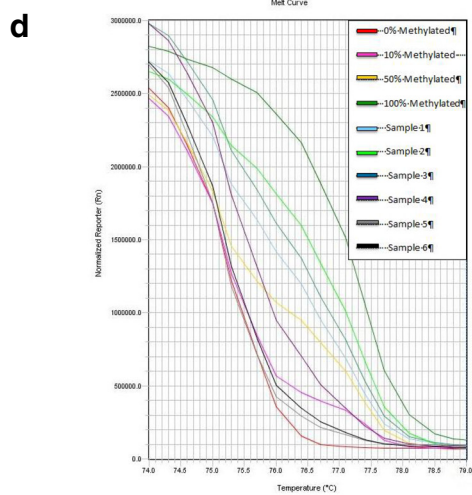 d
Melt Curve
3000000.0
2500000.0
2000000.0
1500000.0
1000000.0
500000.0
0.0
Normalized Reporter (Rn)
74.0 74.5 75.0 75.5 76.0 76.5 77.0 77.5 78.0 78.5 79.0
Temperature (°C)
0%·Methylated¶
10%·Methylated
50%·Methylated¶
100%·Methylated¶
Sample·1¶
Sample·2¶
Sample·3¶
Sample·4¶
Sample·5¶
Sample·6¶